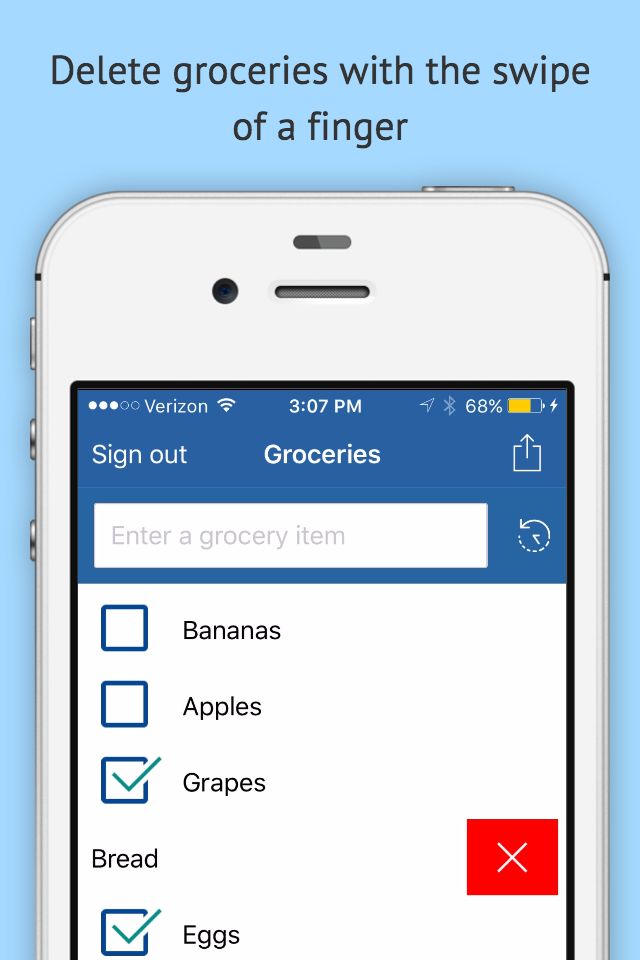 Delete groceries with the swipe
of a finger
Verizon 3:07 PM 68%
Sign out Groceries
Enter a grocery item
Bananas
Apples
Grapes
Bread
Eggs